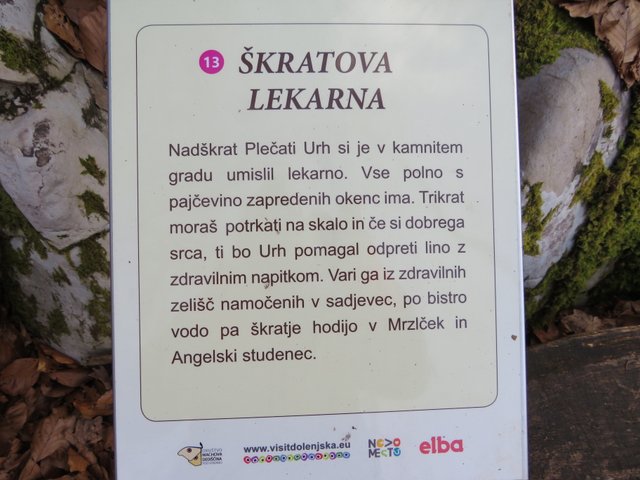 13 ŠKRATOVA
LEKARNA
Nadškrat Plečati Urh si je v kamnitem
gradu umislil lekarno. Vse polno s
pajčevino zapredenih okenc ima. Trikrat
moraš potrkati na skalo in če si dobrega
srca, ti bo Urh pomagal odpreti lino z
zdravilnim napitkom. Vari ga iz zdravilnih
zelišč namočenih v sadjevec, po bistro
vodo pa škratje hodijo v Mrzlček in
Angelski studenec.
www.visitdolenjska.eu
NOVO
MESTO
elba